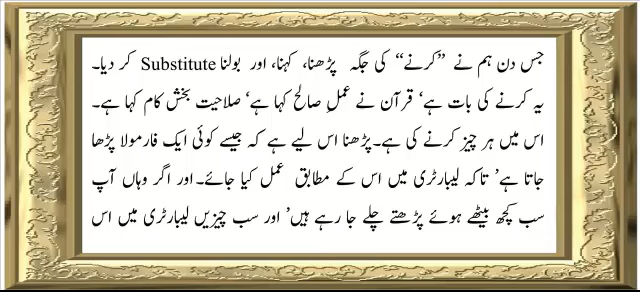 جس دن ہم نے ”کرنے“ کی جگہ پڑھنا، کہنا، اور بولنا Substitute کر دیا۔
یہ کرنے کی بات ہے‘ قرآن نے عملِ صالح کہا ہے‘ صلاحیت بخش کام کہا ہے۔
اس میں ہر چیز کرنے کی ہے۔پڑھنا اس لیے ہے کہ جیسے کوئی ایک فارمولا پڑھا
جاتا ہے‘ تاکہ لیبارٹری میں اس کے مطابق عمل کیا جائے۔اور اگر وہاں آپ
سب کچھ بیٹھے ہوئے پڑھتے چلے جا رہے ہیں‘ اور سب چیزیں لیبارٹری میں اس